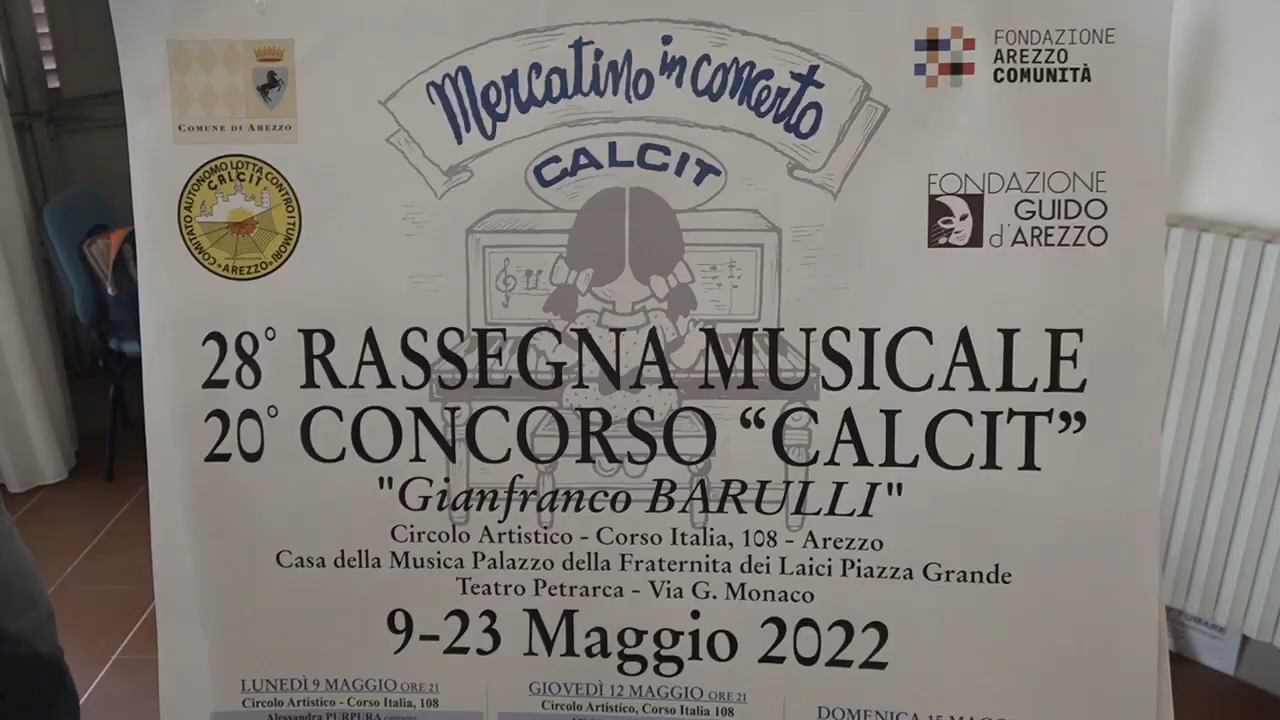 COMUNE DI AREZZO
COMITATO AUTONOMO LOTTA CONTRO I TUMORI
CALCIT
AREZZO
Mercatino in concerto
CALCIT
FONDAZIONE
AREZZO
COMUNITÀ
FONDAZIONE
GUIDO
d'AREZZO
28° RASSEGNA MUSICALE
20° CONCORSO “CALCIT”
"Gianfranco BARULLI"
Circolo Artistico - Corso Italia, 108 - Arezzo
Casa della Musica Palazzo della Fraternita dei Laici Piazza Grande
Teatro Petrarca - Via G. Monaco
9-23 Maggio 2022
LUNEDÌ 9 MAGGIO ORE 21
Circolo Artistico - Corso Italia, 108
Alessandra PURPURA
GIOVEDÌ 12 MAGGIO ORE 21
Circolo Artistico, Corso Italia 108
DOMENICA 15